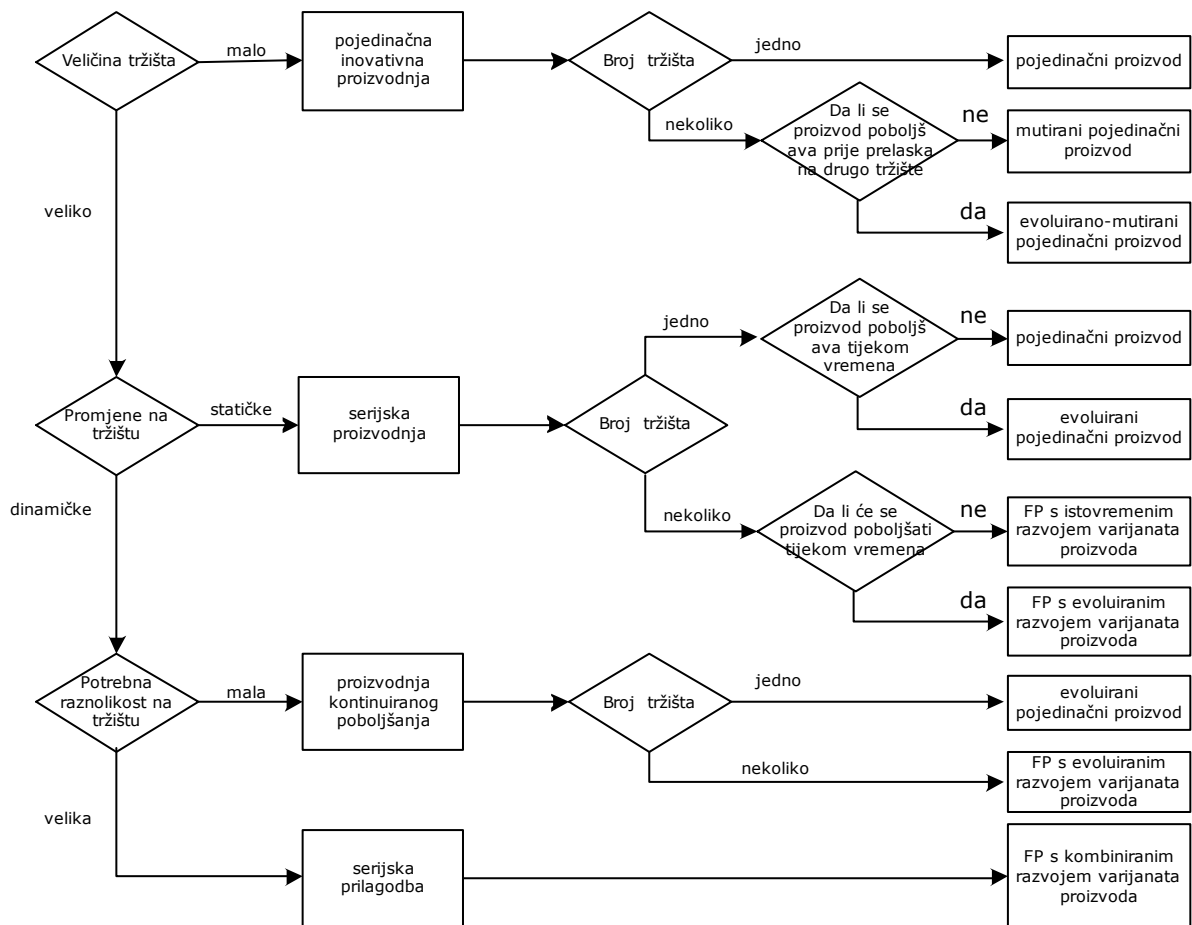 Veličina tržišta
malo
pojedinačna
inovativna
proizvodnja
Broj tržišta
jedno
pojedinačni proizvod
nekoliko
Da li se
proizvod poboljš
ava prije prelaska
na drugo tržište
ne
mutirani pojedinačni
proizvod
da
evoluirano-mutirani
pojedinačni proizvod
veliko
jedno
Da li se
proizvod poboljš
ava tijekom
vremena
ne
pojedinačni proizvod
da
evoluirani
pojedinačni proizvod
Promjene na
tržištu
statičke
serijska
proizvodnja
Broj tržišta
nekoliko
Da li će se
proizvod poboljšati
tijekom vremena
ne
FP s istovremenim
razvojem varijanata
proizvoda
da
FP s evoluiranim
razvojem varijanata
proizvoda
dinamičke
Potrebna
raznolikost na
tržištu
mala
proizvodnja
kontinuiranog
poboljšanja
Broj tržišta
jedno
evoluirani
pojedinačni proizvod
nekoliko
FP s evoluiranim
razvojem varijanata
proizvoda
velika
serijska
prilagodba
FP s kombiniranim
razvojem varijanata
proizvoda